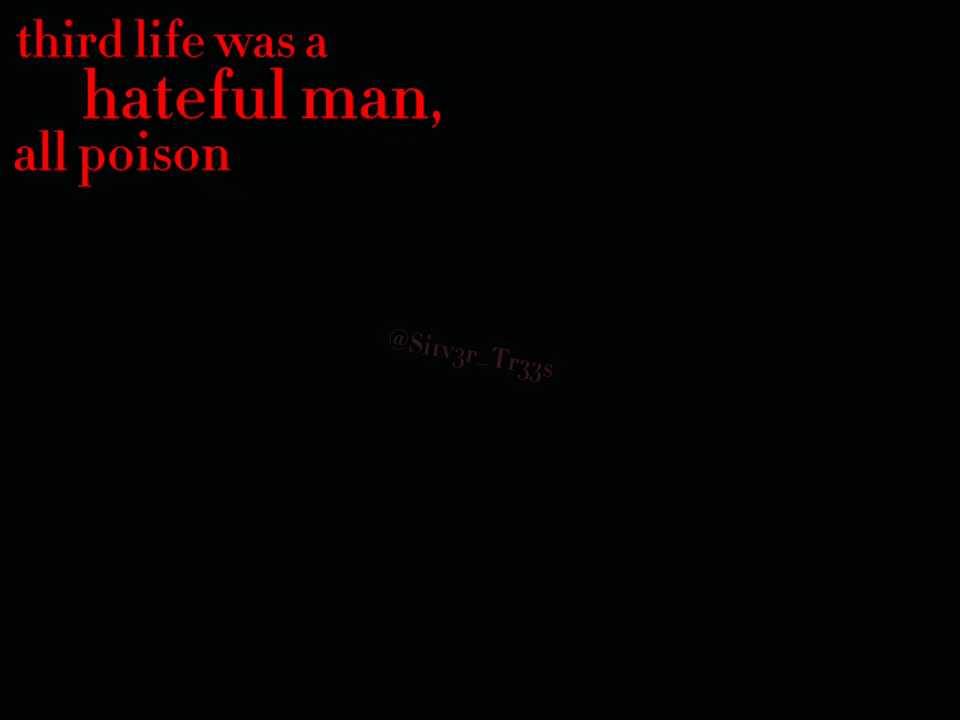 third life was a
hateful man,
all poison
@Sirv3r_Tr33s